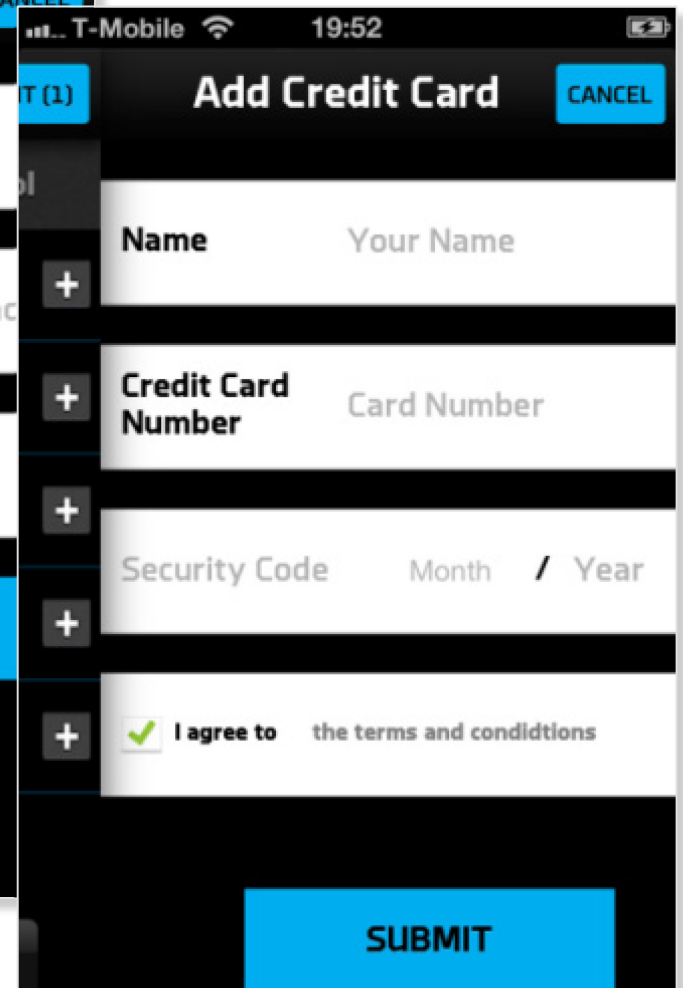 T-Mobile 19:52
T (1)
Add Credit Card
CANCEL
Name Your Name
Credit Card
Number
Card Number
Security Code Month / Year
I agree to the terms and condidtions
SUBMIT